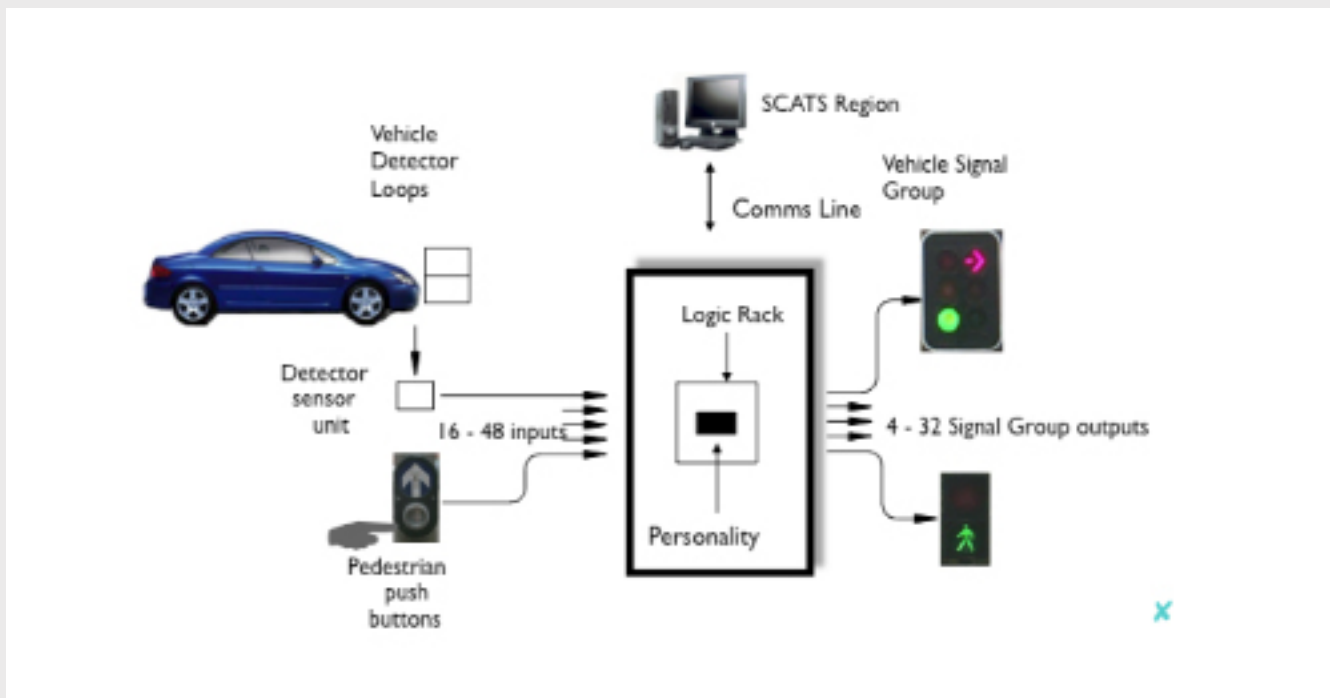 SCATS Region
Vehicle
Detector
Loops
Vehicle Signal
Group
Comms Line
Logic Rack
Detector
sensor
unit
16 - 48 inputs
4 - 32 Signal Group outputs
Personality
Pedestrian
push
buttons